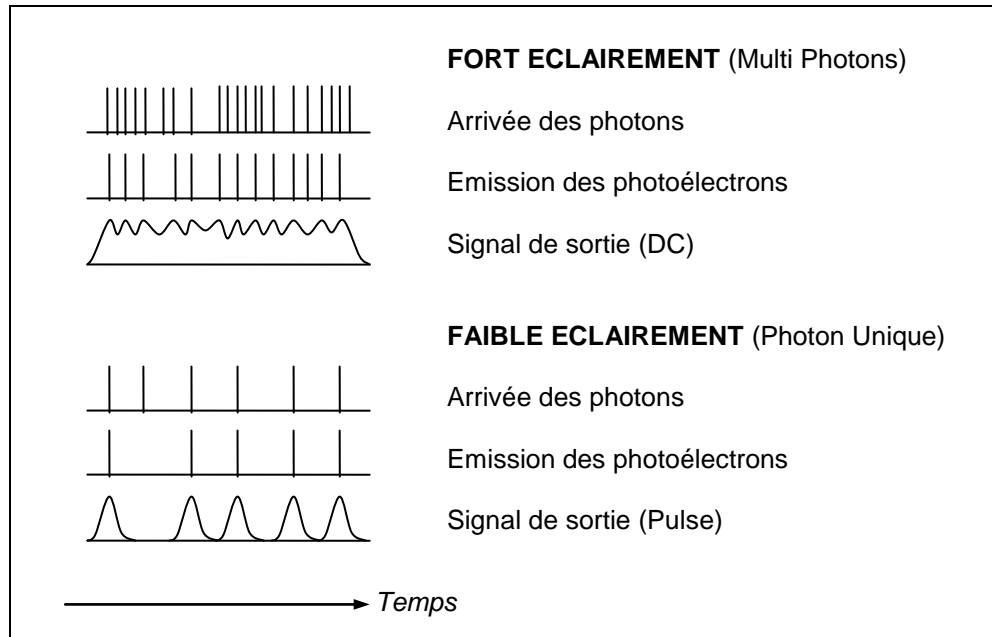 FORT ECLAIREMENT (Multi Photons)
Arrivée des photons
Emission des photoélectrons
Signal de sortie (DC)
FAIBLE ECLAIREMENT (Photon Unique)
Arrivée des photons
Emission des photoélectrons
Signal de sortie (Pulse)
Temps